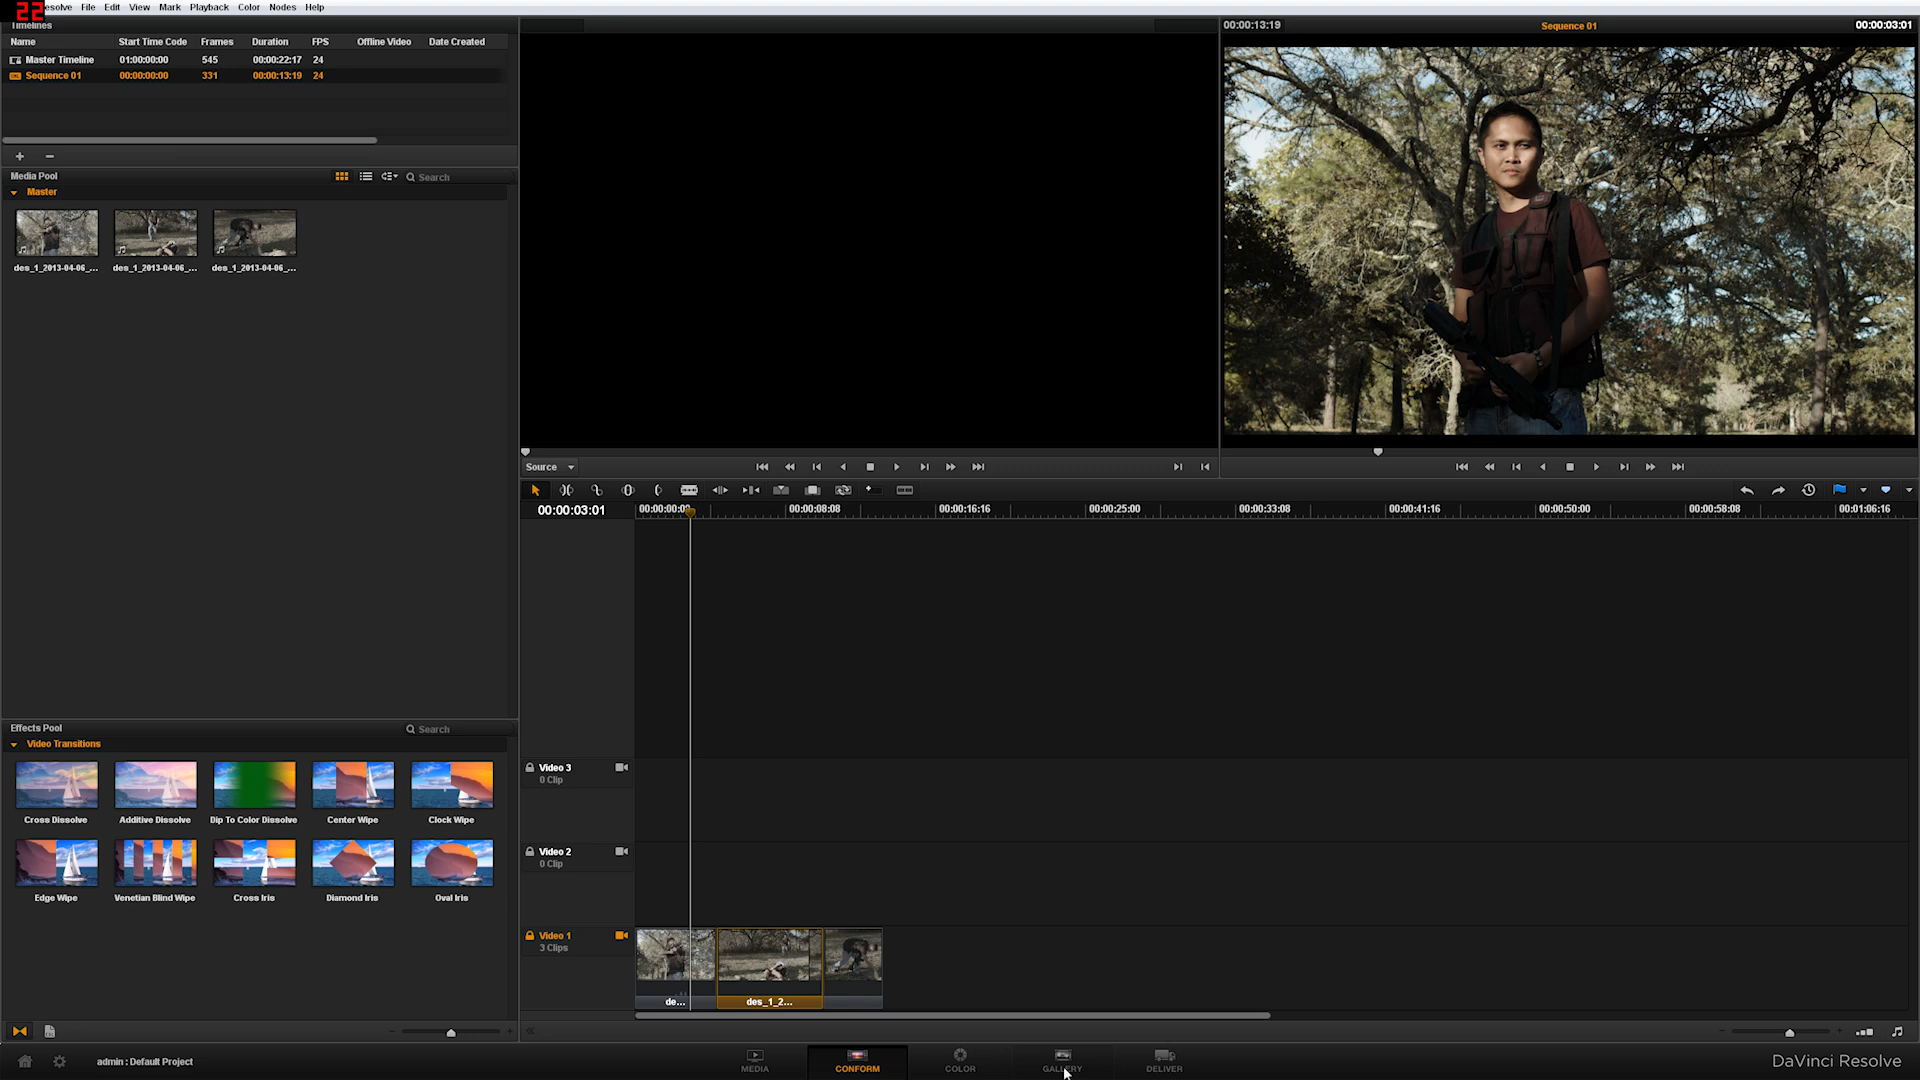 22
esolve File Edit View Mark Playback Color Nodes Help
Timelines
Name Start Time Code Frames Duration FPS Offline Video Date Created
Master Timeline 01:00:00:00 545 00:00:22:17 24
Sequence 01 00:00:00:00 331 00:00:13:19 24
Media Pool
Search
Master
des_1_2013-04-06_... des_1_2013-04-06_... des_1_2013-04-06_...
00:00:13:19 Sequence 01 00:00:03:01
Source
00:00:03:01
00:00:00:00 00:00:08:08 00:00:16:16 00:00:25:00 00:00:33:08 00:00:41:16 00:00:50:00 00:00:58:08 00:01:06:16
Effects Pool
Search
Video Transitions
Cross Dissolve Additive Dissolve Dip To Color Dissolve Center Wipe Clock Wipe
Edge Wipe Venetian Blind Wipe Cross Iris Diamond Iris Oval Iris
Video 3
0 Clip
Video 2
0 Clip
Video 1
3 Clips
de... des_1_2...
admin : Default Project
MEDIA CONFORM COLOR GALLERY DELIVER
DaVinci Resolve